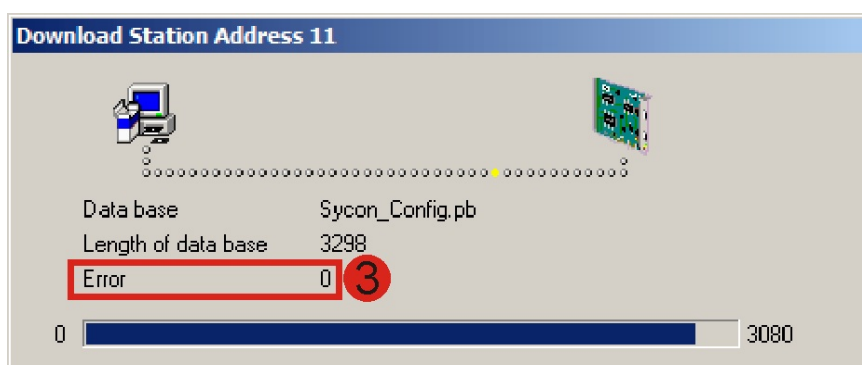 Download Station Address 11
Data base Sycon_Config.pb
Length of data base 3298
Error 0 3
0 3080